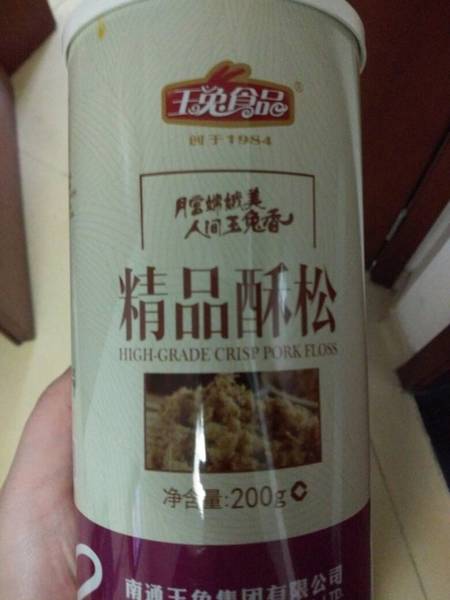 玉兔食品®
创于1984
月宫嫦娥美
人间玉兔香
精品酥松
HIGH-GRADE CRISP PORK FLOSS
净含量:200g
南通玉兔集团有限公司